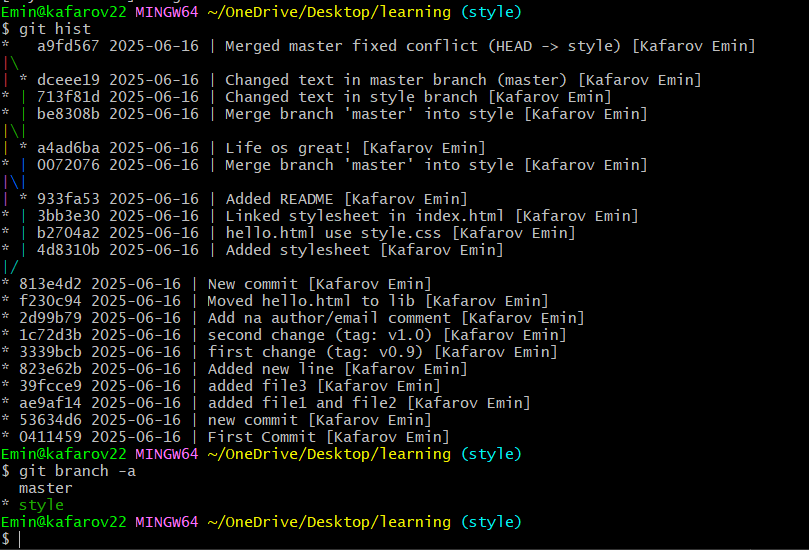 Emin@kafarov22 MINGW64 ~/OneDrive/Desktop/learning (style)
$ git hist
*   a9fd567 2025-06-16 | Merged master fixed conflict (HEAD -> style) [Kafarov Emin]
|\
| * dceee19 2025-06-16 | Changed text in master branch (master) [Kafarov Emin]
* | 713f81d 2025-06-16 | Changed text in style branch [Kafarov Emin]
* | be8308b 2025-06-16 | Merge branch 'master' into style [Kafarov Emin]
|\|
| * a4ad6ba 2025-06-16 | Life os great! [Kafarov Emin]
* | 0072076 2025-06-16 | Merge branch 'master' into style [Kafarov Emin]
|\|
| * 933fa53 2025-06-16 | Added README [Kafarov Emin]
* | 3bb3e30 2025-06-16 | Linked stylesheet in index.html [Kafarov Emin]
* | b2704a2 2025-06-16 | hello.html use style.css [Kafarov Emin]
* | 4d8310b 2025-06-16 | Added stylesheet [Kafarov Emin]
|/
* 813e4d2 2025-06-16 | New commit [Kafarov Emin]
* f230c94 2025-06-16 | Moved hello.html to lib [Kafarov Emin]
* 2d99b79 2025-06-16 | Add na author/email comment [Kafarov Emin]
* 1c72d3b 2025-06-16 | second change (tag: v1.0) [Kafarov Emin]
* 3339bcb 2025-06-16 | first change (tag: v0.9) [Kafarov Emin]
* 823e62b 2025-06-16 | Added new line [Kafarov Emin]
* 39fcce9 2025-06-16 | added file3 [Kafarov Emin]
* ae9af14 2025-06-16 | added file1 and file2 [Kafarov Emin]
* 53634d6 2025-06-16 | new commit [Kafarov Emin]
* 0411459 2025-06-16 | First Commit [Kafarov Emin]
Emin@kafarov22 MINGW64 ~/OneDrive/Desktop/learning (style)
$ git branch -a
  master
* style
Emin@kafarov22 MINGW64 ~/OneDrive/Desktop/learning (style)
$